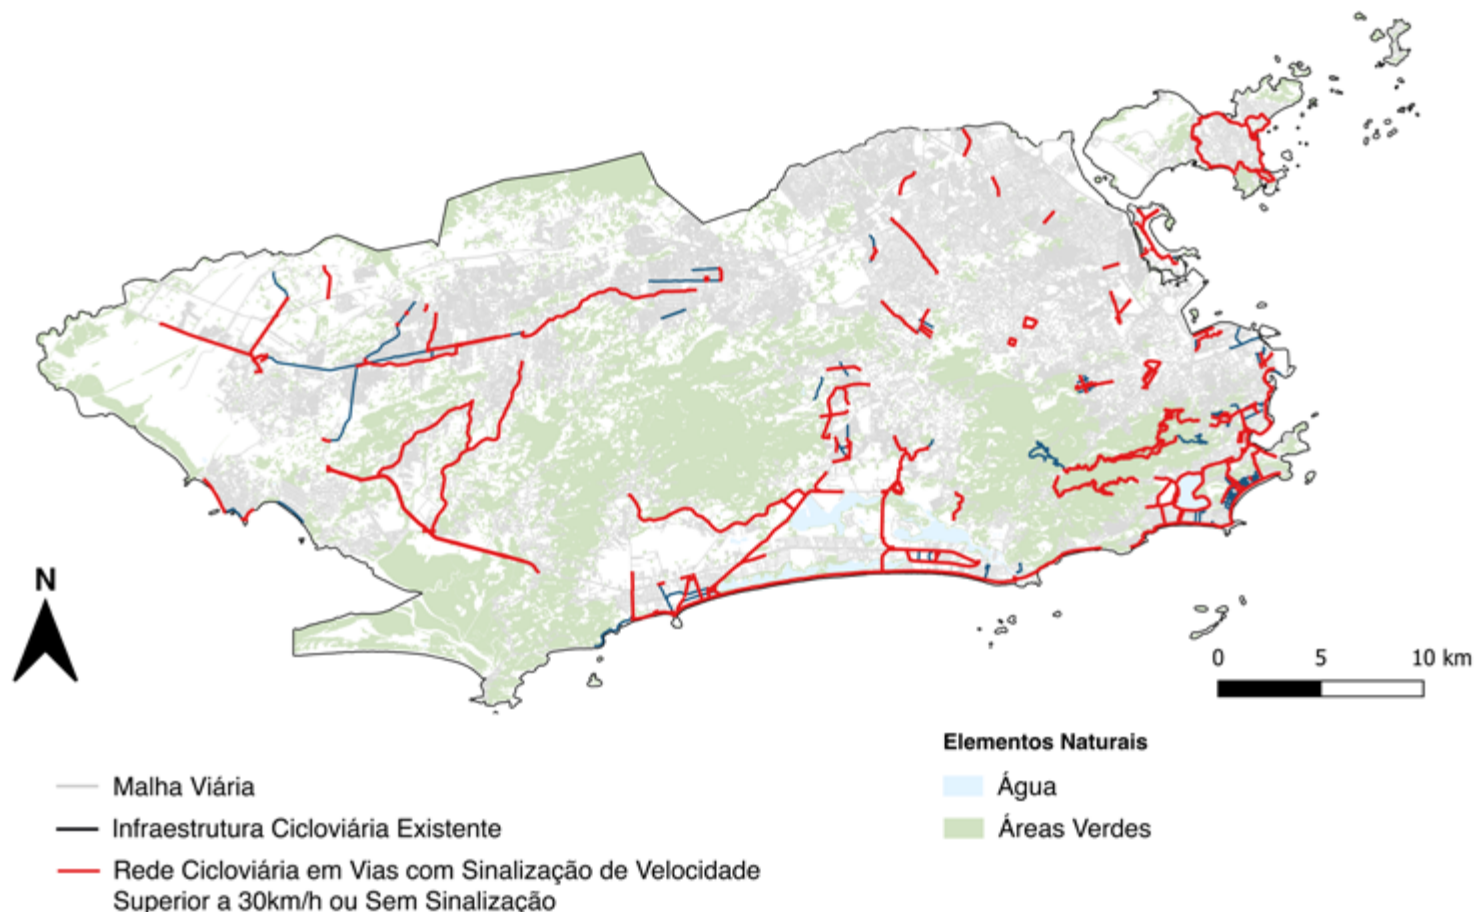 N
0 5 10 km
Elementos Naturais
Malha Viária
Água
Infraestrutura Cicloviária Existente
Áreas Verdes
Rede Cicloviária em Vias com Sinalização de Velocidade
Superior a 30km/h ou Sem Sinalização